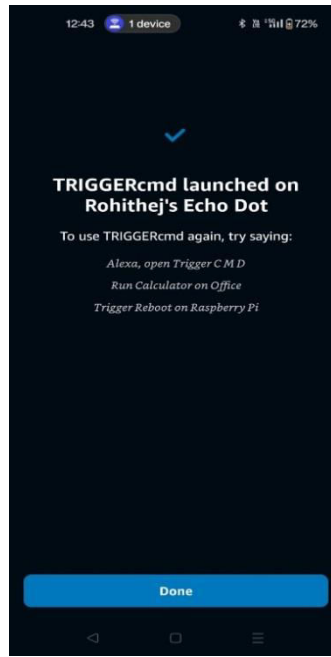 12:43 1 device 72%
TRIGGERcmd launched on
Rohithej's Echo Dot
To use TRIGGERcmd again, try saying:
Alexa, open Trigger C M D
Run Calculator on Office
Trigger Reboot on Raspberry Pi
Done